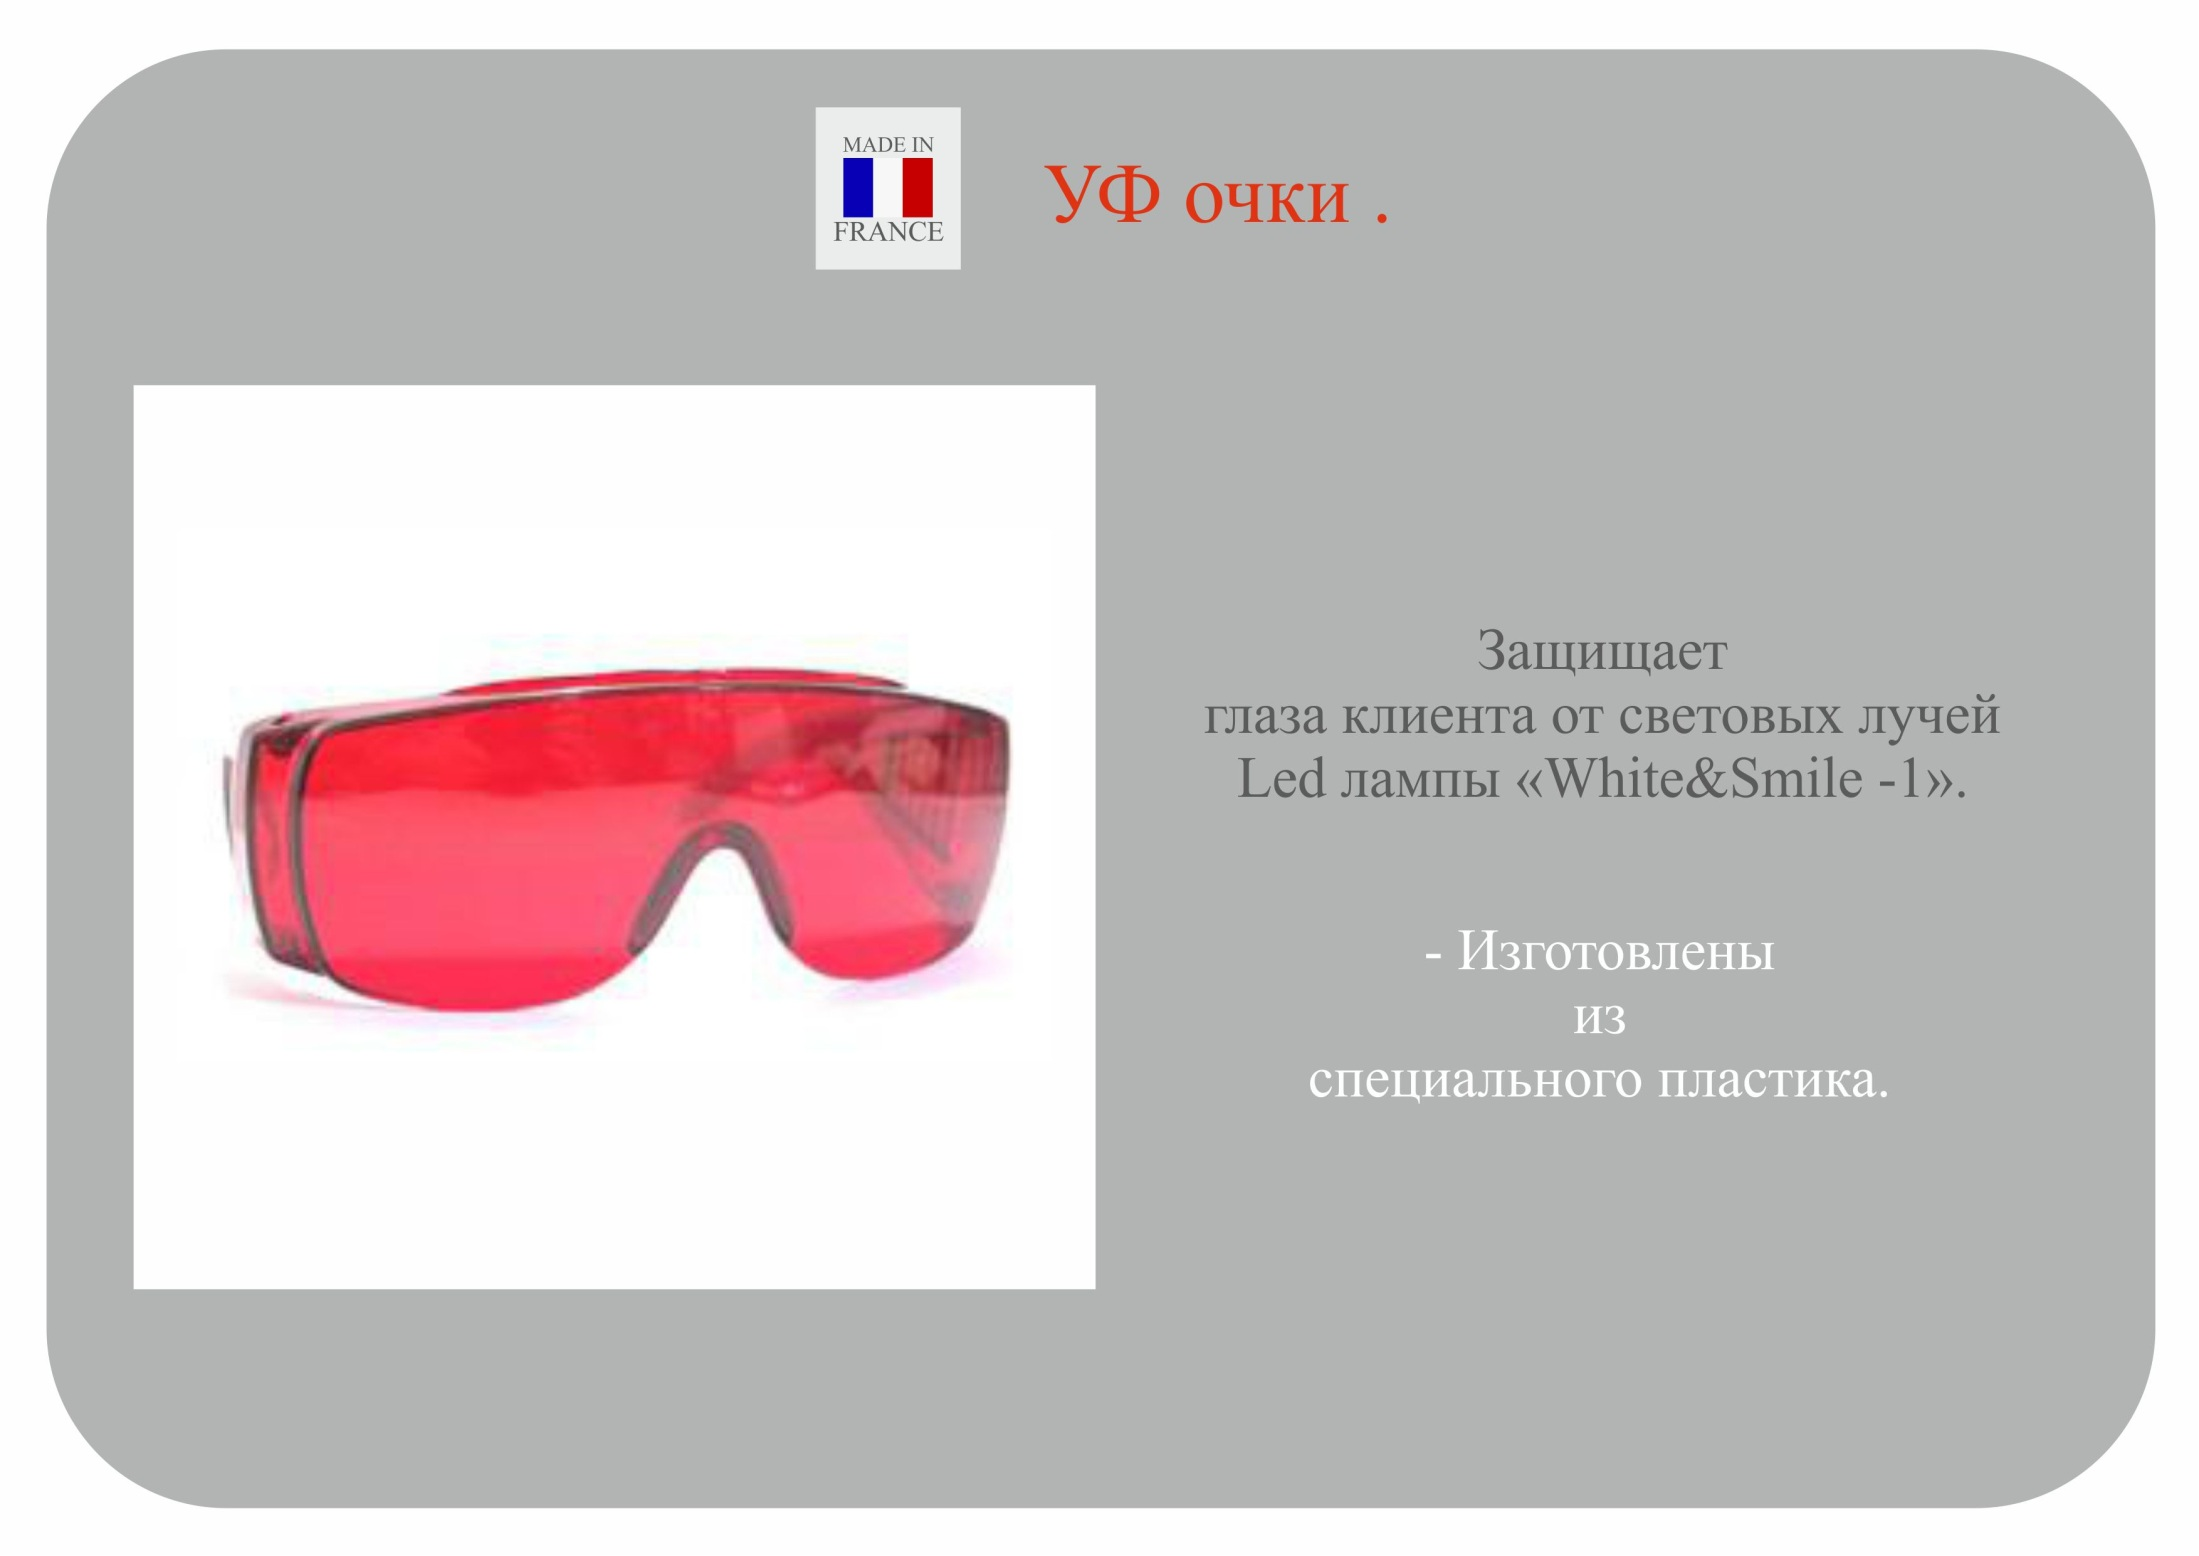 MADE IN
FRANCE
УФ очки .
Защищает
глаза клиента от световых лучей
Led лампы «White&Smile -1».
- Изготовлены
из
специального пластика.